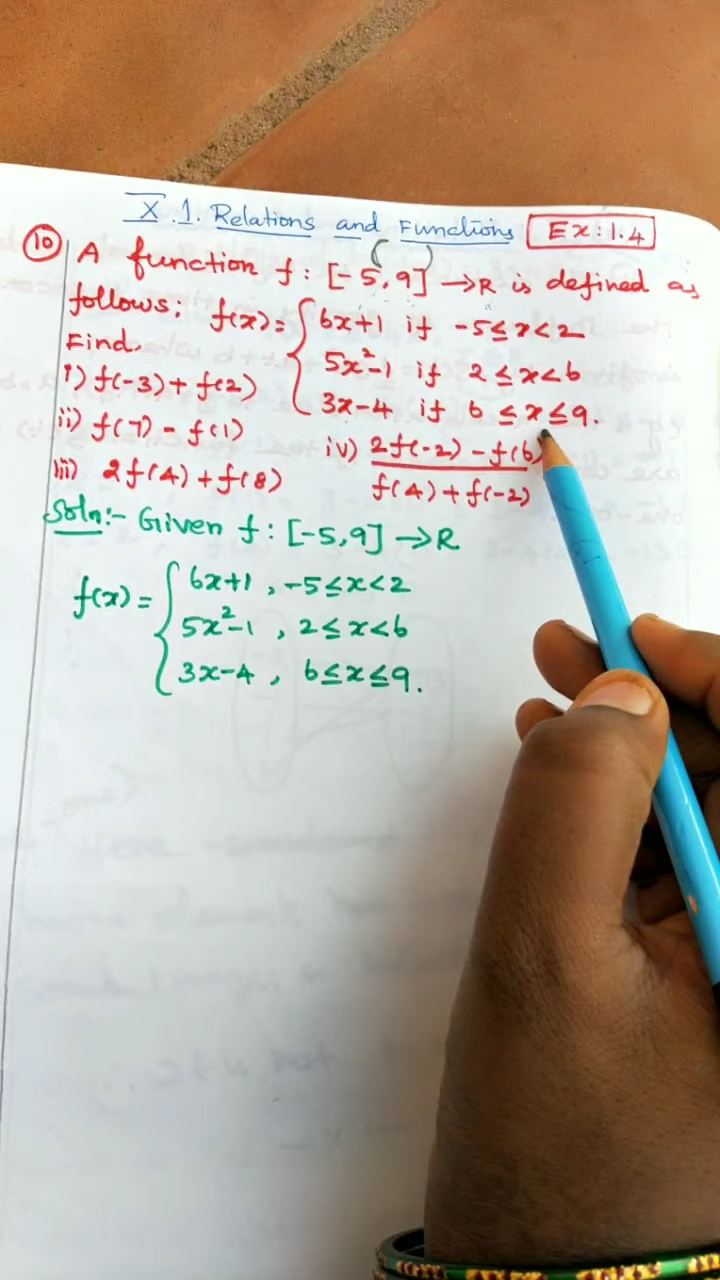 X.1. Relations and Functions Ex:1.4
10 A function f: [-5,9] →R is defined as
follows: f(x)= { 6x+1 if -5≤x<2
Find. 5x²-1 if 2≤x<6
i) f(-3)+f(2) 3x-4 if 6≤x≤9.
ii) f(7)-f(1)
iii) 2f(4)+f(8)
iv) 2f(-2)-f(6)
f(4)+f(-2)
Soln:- Given f: [-5,9] →R
f(x)= { 6x+1, -5≤x<2
5x²-1, 2≤x<6
3x-4, 6≤x≤9.